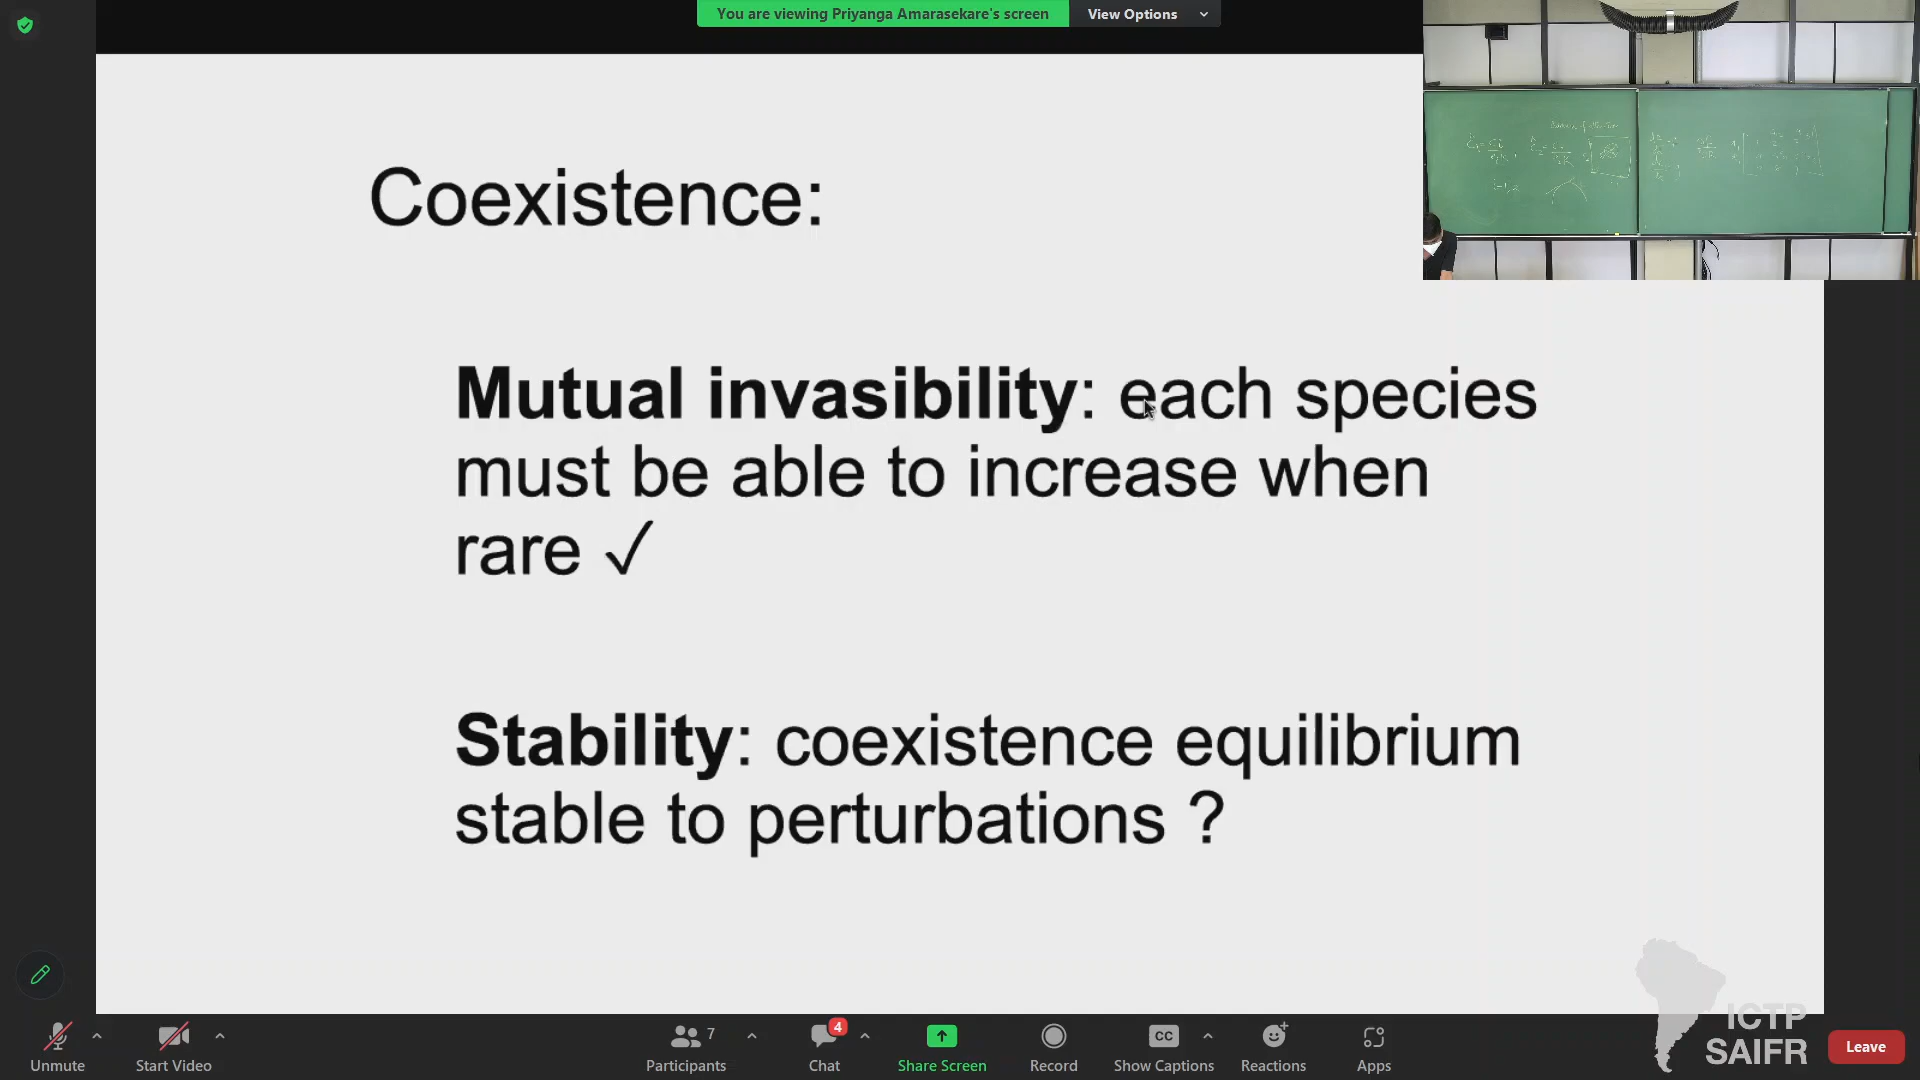 You are viewing Priyanga Amarasekare's screen
View Options
Coexistence:
Mutual invasibility: each species
must be able to increase when
rare ✓
Stability: coexistence equilibrium
stable to perturbations ?
ICTP
SAIFR
Unmute
Start Video
7
Participants
4
Chat
Share Screen
Record
CC
Show Captions
Reactions
Apps
Leave